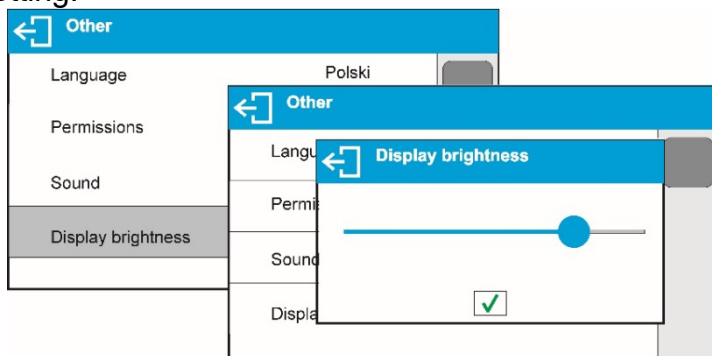 Other
Language Polski
Permissions
Sound
Display brightness
Other
Langu
Permi
Sound
Displa
Display brightness